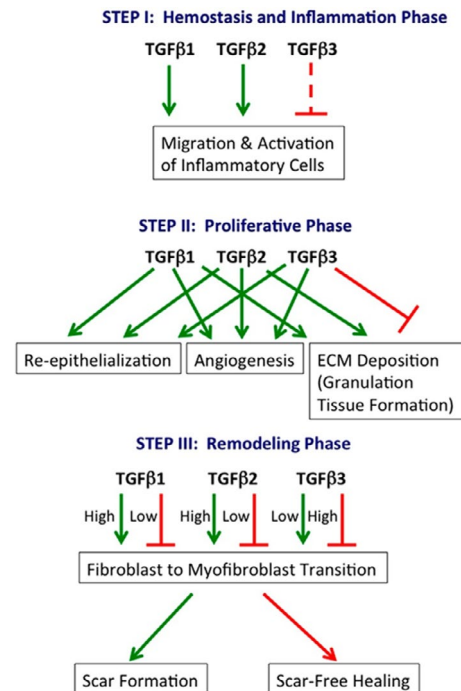 STEP I: Hemostasis and Inflammation Phase
TGFβ1 TGFβ2 TGFβ3
Migration & Activation
of Inflammatory Cells
STEP II: Proliferative Phase
TGFβ1 TGFβ2 TGFβ3
Re-epithelialization
Angiogenesis
ECM Deposition
(Granulation
Tissue Formation)
STEP III: Remodeling Phase
TGFβ1 TGFβ2 TGFβ3
High Low High Low Low High
Fibroblast to Myofibroblast Transition
Scar Formation
Scar-Free Healing